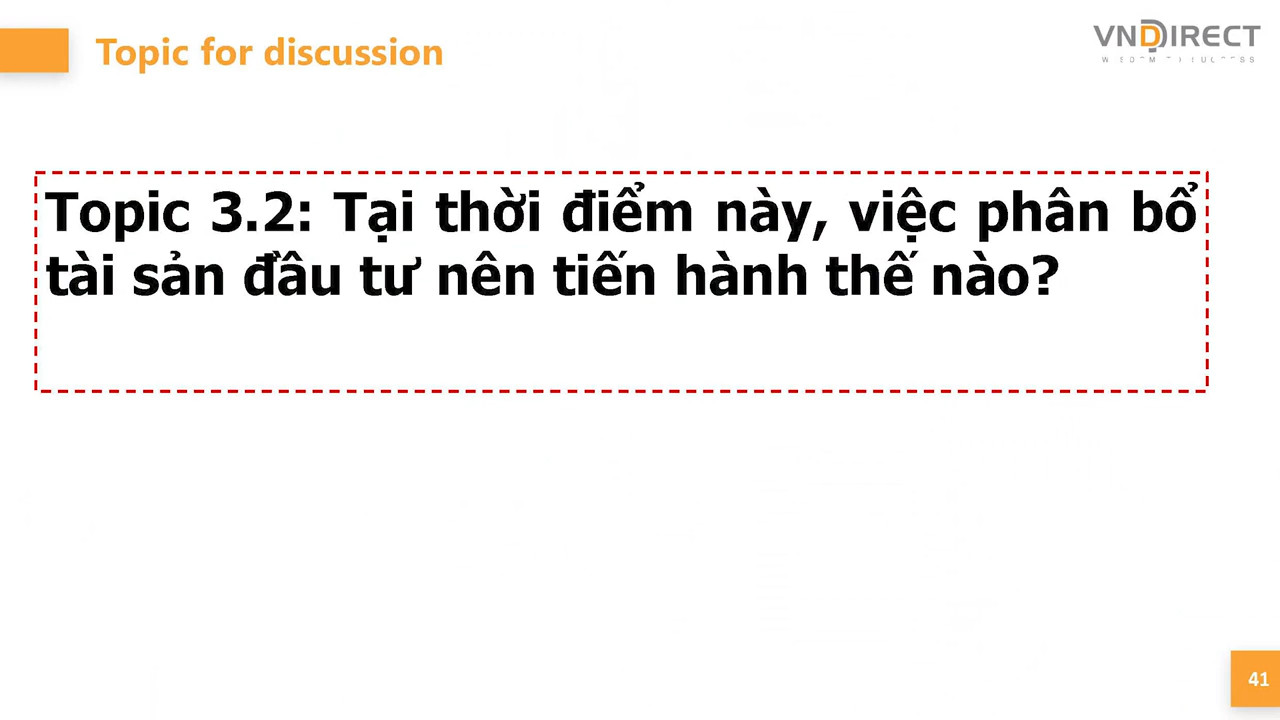 Topic for discussion
VNDIRECT
Topic 3.2: Tại thời điểm này, việc phân bổ
tài sản đầu tư nên tiến hành thế nào?
41